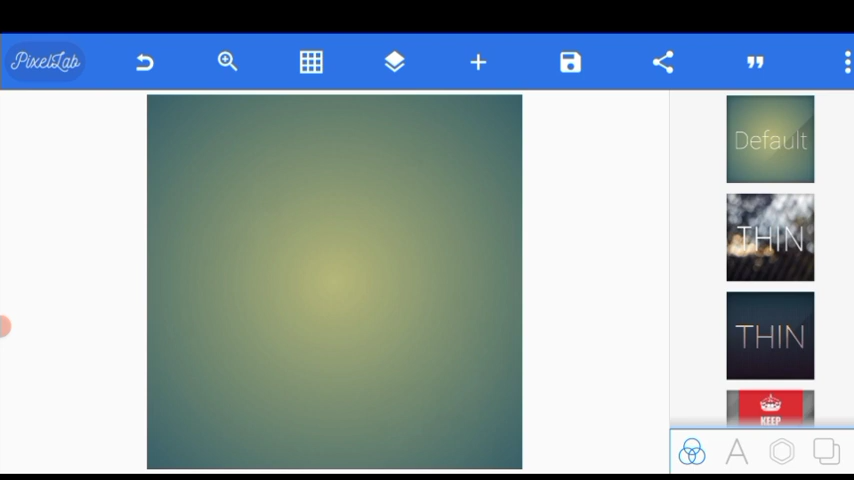 PixelLab
Default
THIN
THIN
KEEP